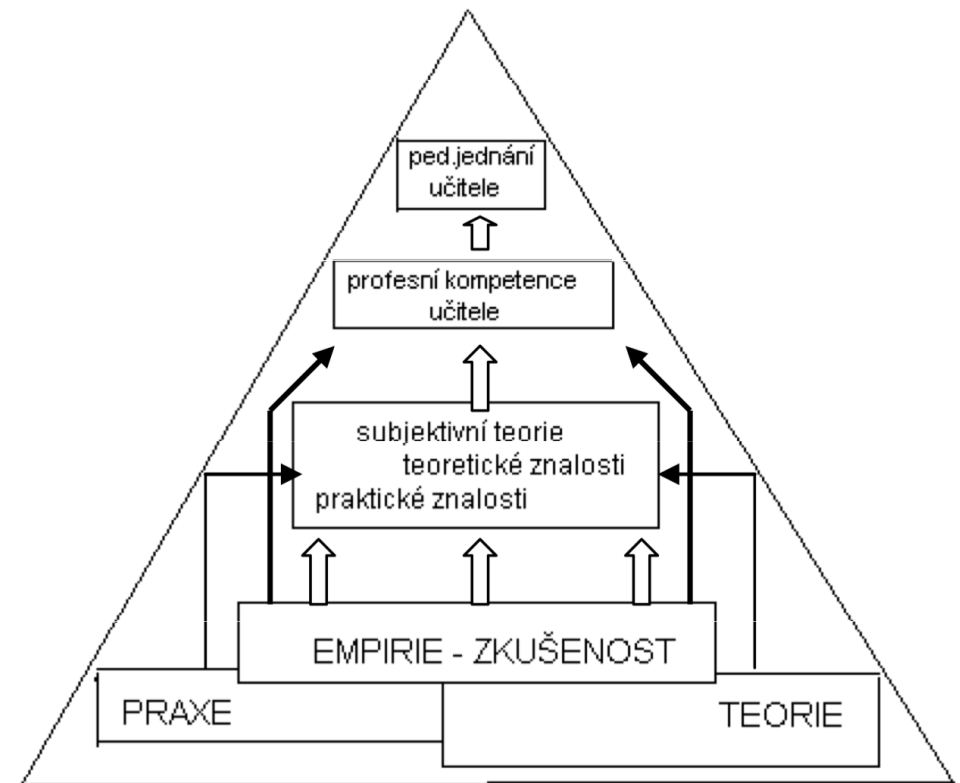 ped.jednání
učitele
profesní kompetence
učitele
subjektivní teorie
teoretické znalosti
praktické znalosti
EMPIRIE - ZKUŠENOST
PRAXE
TEORIE